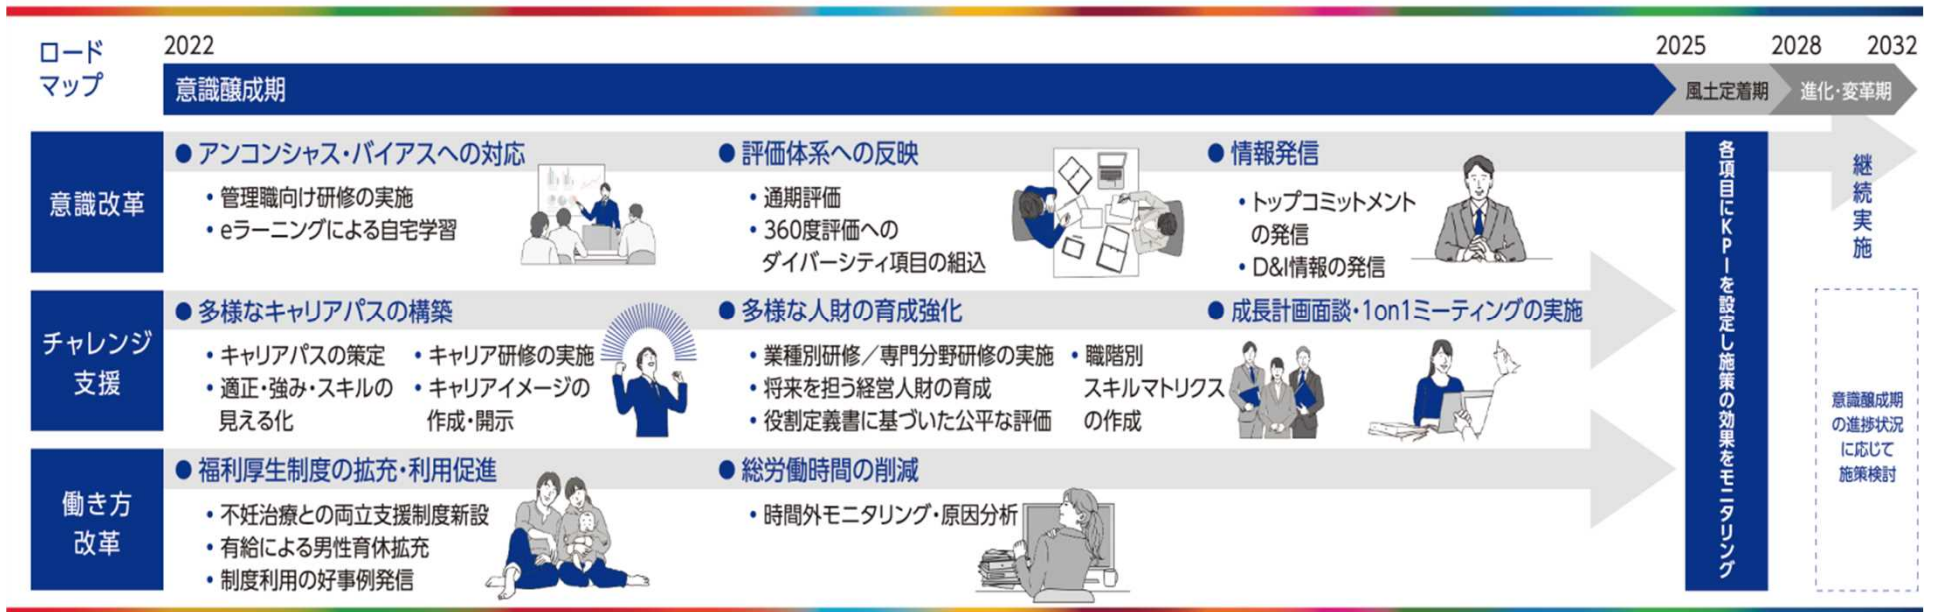 ロード
マップ
2022
2025
2028
2032
意識醸成期
風土定着期
進化・変革期
意識改革
● アンコンシャス・バイアスへの対応
・管理職向け研修の実施
・eラーニングによる自宅学習
● 評価体系への反映
・通期評価
・360度評価への
ダイバーシティ項目の組込
● 情報発信
・トップコミットメント
の発信
・D&I情報の発信
チャレンジ
支援
● 多様なキャリアパスの構築
・キャリアパスの策定
・適正・強み・スキルの
見える化
・キャリア研修の実施
・キャリアイメージの
作成・開示
● 多様な人財の育成強化
・業種別研修／専門分野研修の実施
・将来を担う経営人財の育成
・役割定義書に基づいた公平な評価
・職階別
スキルマトリクス
の作成
● 成長計画面談・1on1ミーティングの実施
働き方
改革
● 福利厚生制度の拡充・利用促進
・不妊治療との両立支援制度新設
・有給による男性育休拡充
・制度利用の好事例発信
● 総労働時間の削減
・時間外モニタリング・原因分析
各項目にKPIを設定し施策の効果をモニタリング
継続実施
意識醸成期
の進捗状況
に応じて
施策検討